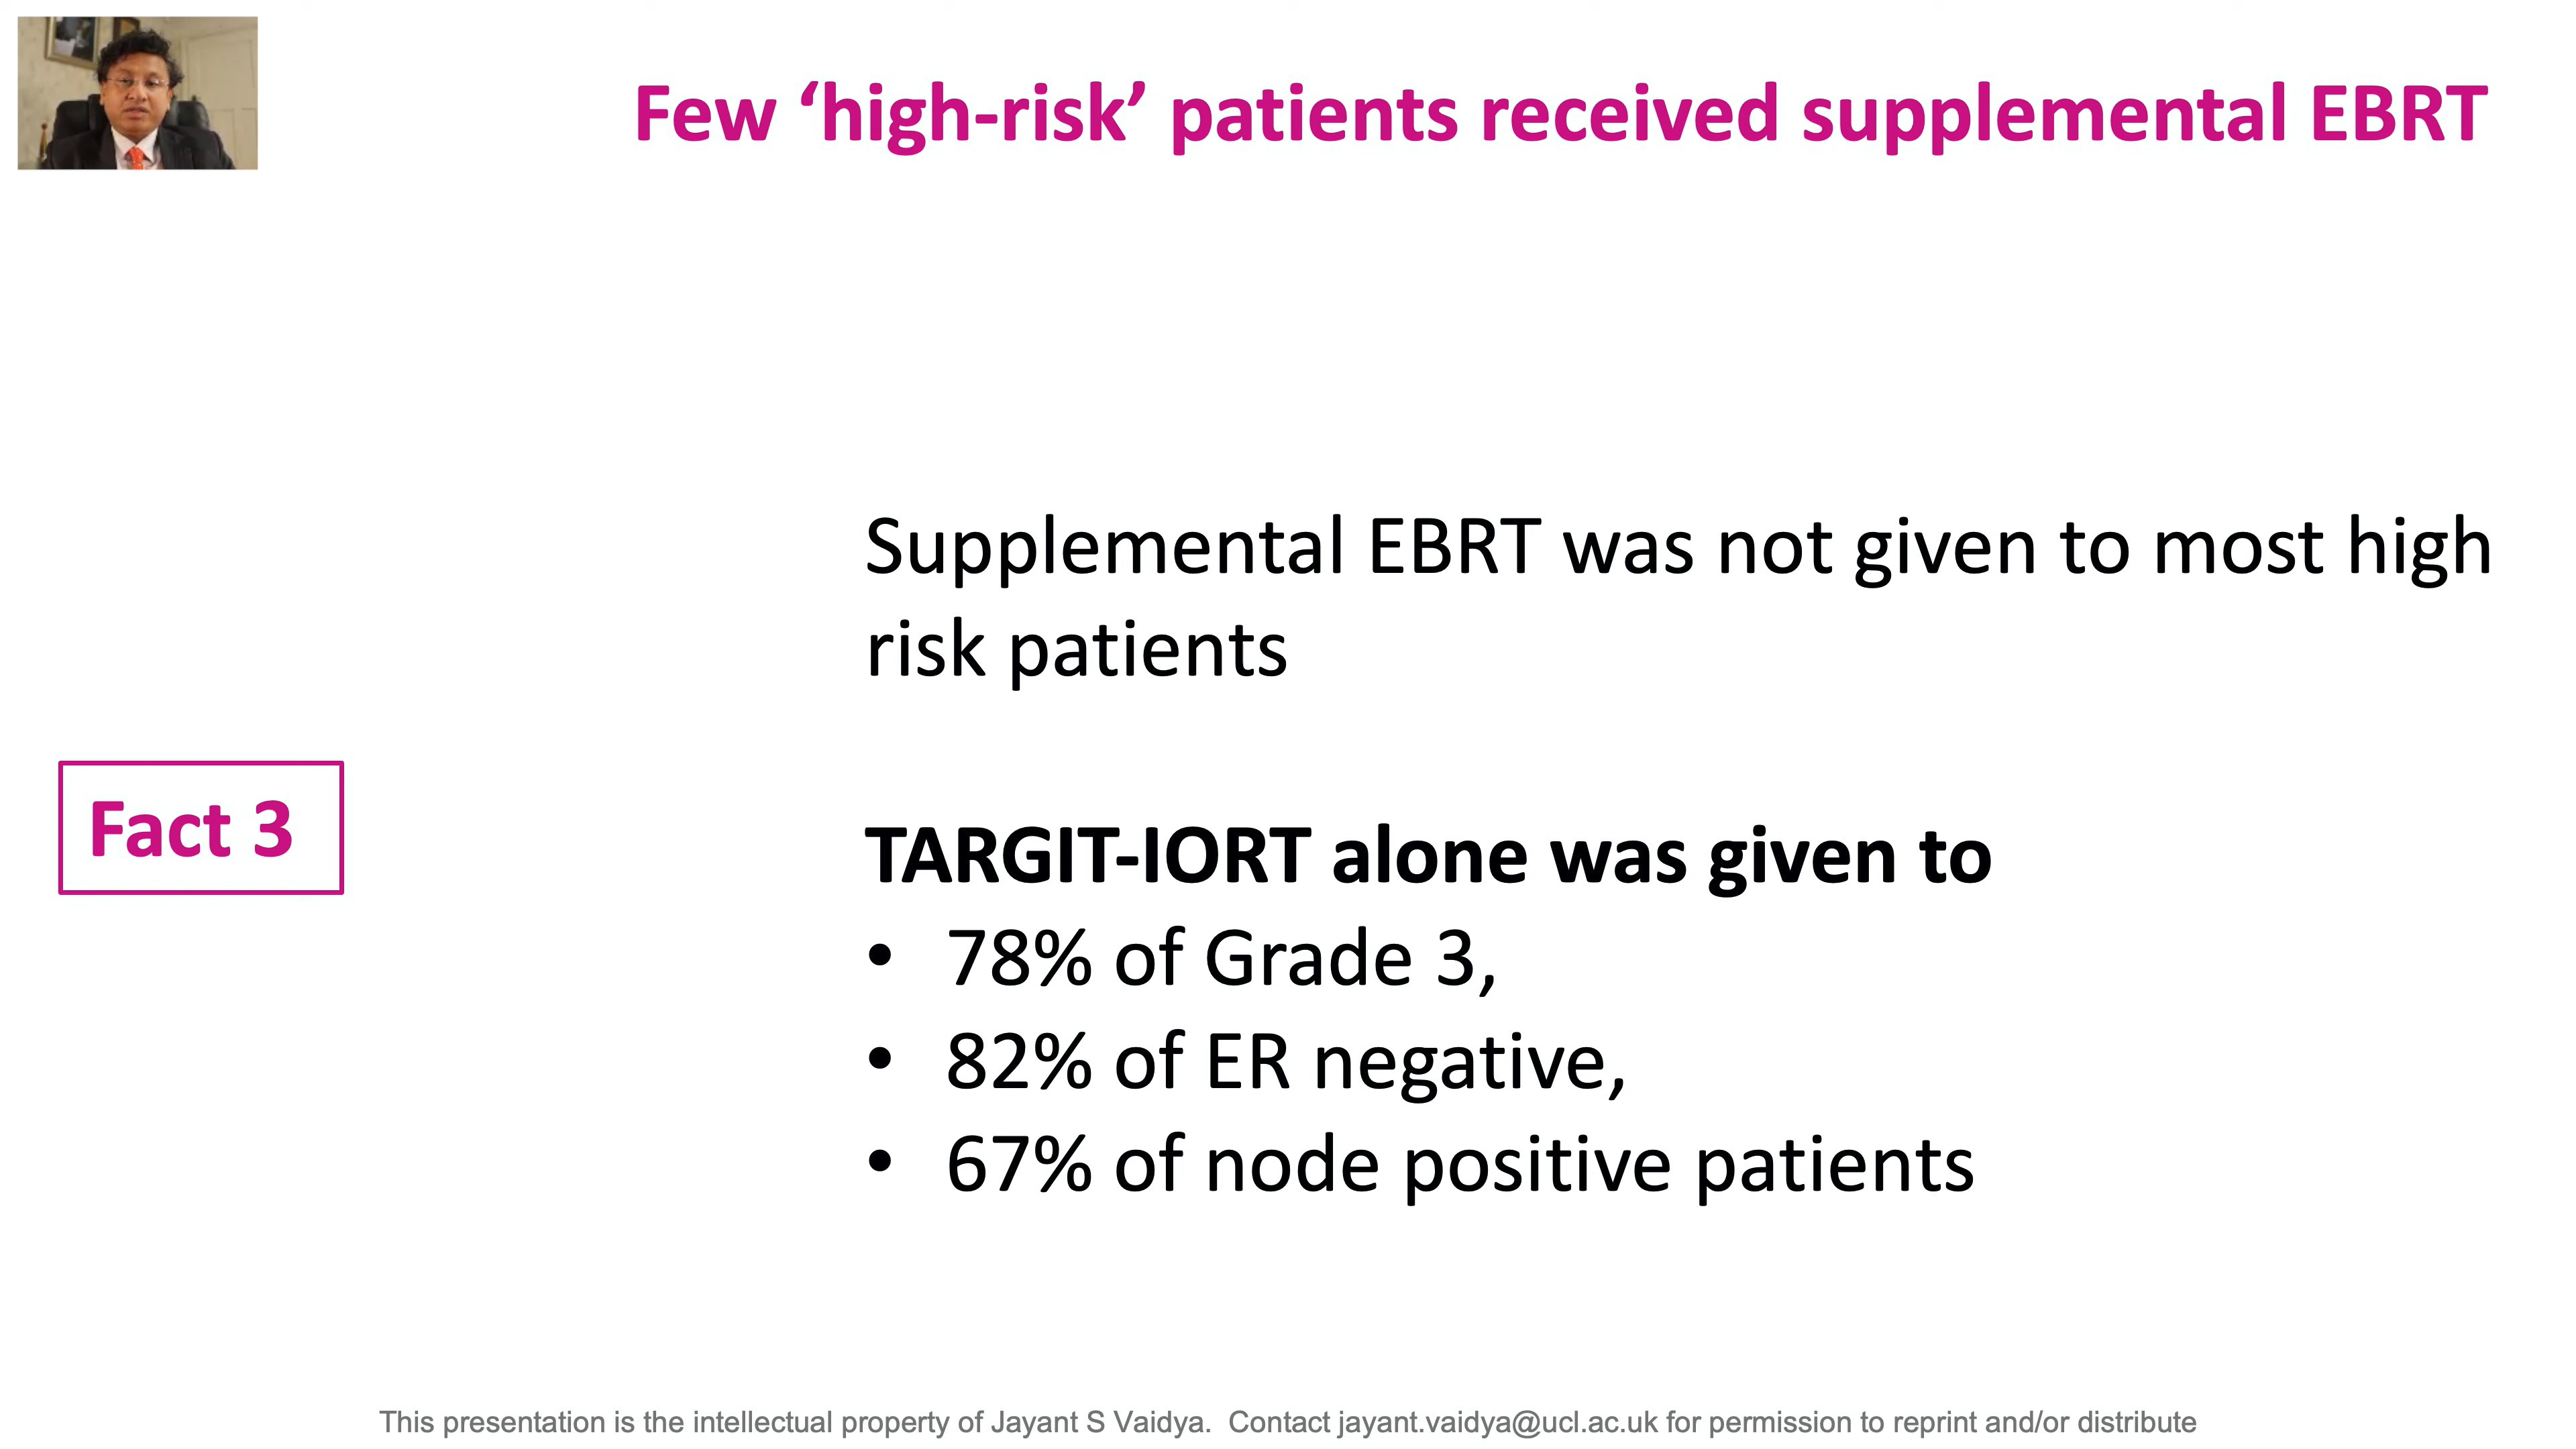 Few ‘high-risk’ patients received supplemental EBRT
Supplemental EBRT was not given to most high
risk patients
Fact 3
TARGIT-IORT alone was given to
• 78% of Grade 3,
• 82% of ER negative,
• 67% of node positive patients
This presentation is the intellectual property of Jayant S Vaidya.  Contact jayant.vaidya@ucl.ac.uk for permission to reprint and/or distribute